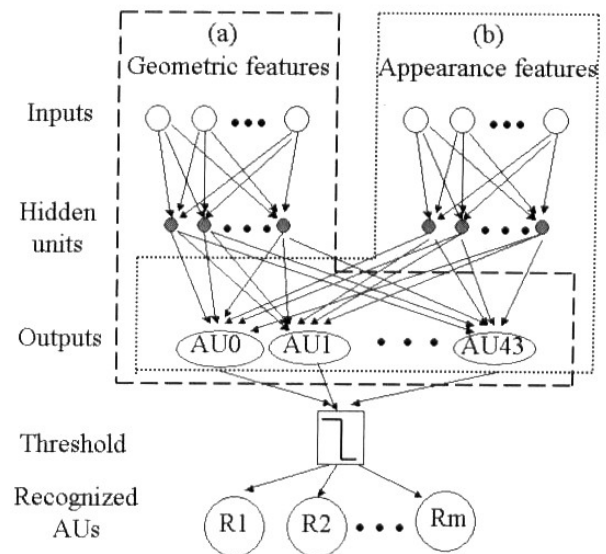 (a)
Geometric features
(b)
Appearance features
Inputs
Hidden
units
Outputs
AU0 AU1 AU43
Threshold
Recognized
AUs
R1 R2 Rm